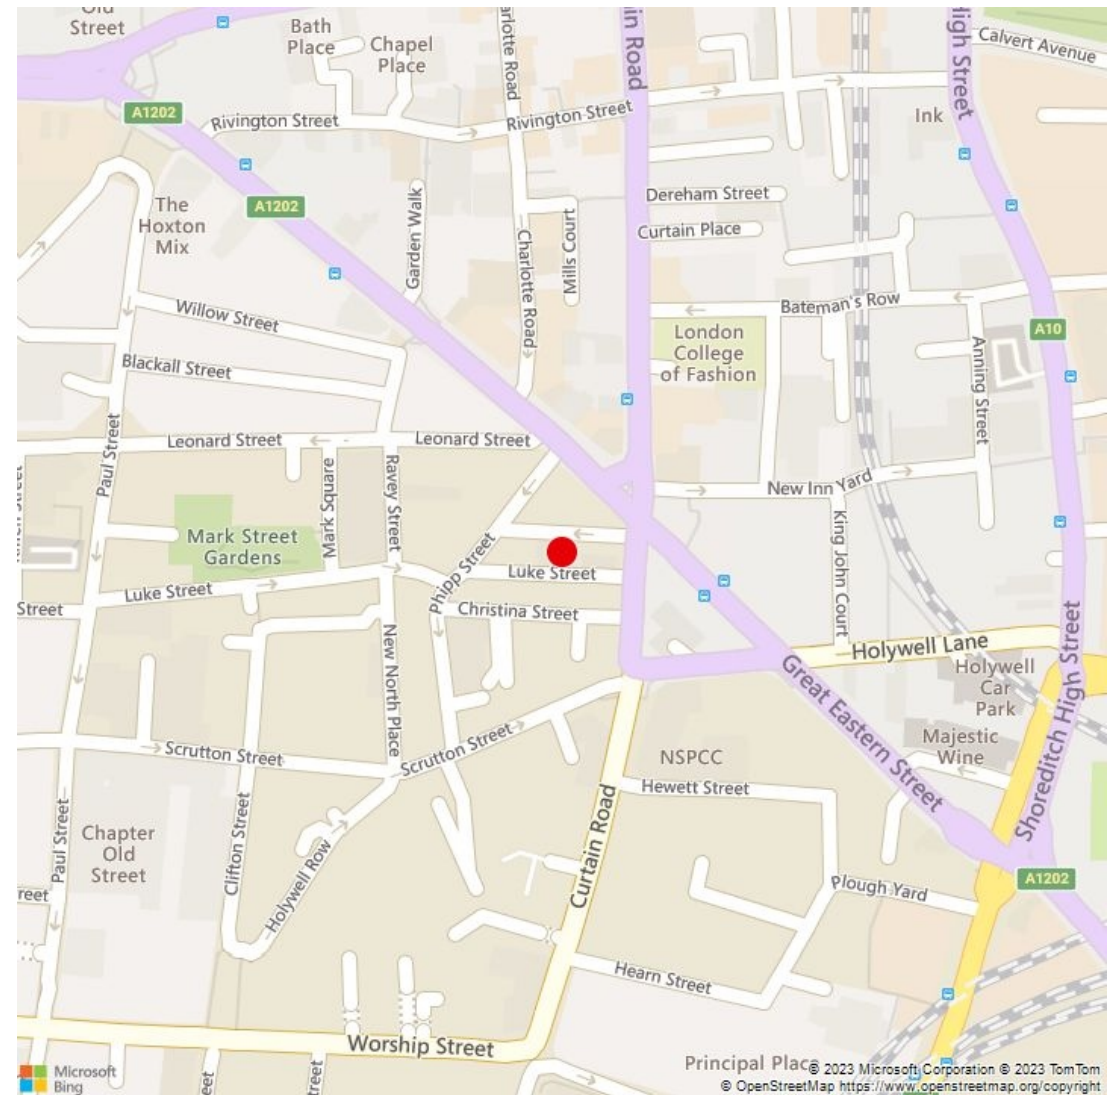 Old
Street
Bath
Place
Chapel
Place
Charlotte Road
Curtain Road
High Street
Calvert Avenue
A1202
Rivington Street
Rivington Street
Ink
The
Hoxton
Mix
A1202
Garden Walk
Charlotte Road
Mills Court
Dereham Street
Curtain Place
Willow Street
Bateman's Row
A10
London
College
of Fashion
Anning Street
Blackall Street
Paul Street
Leonard Street
Leonard Street
Mark Square
Ravey Street
New Inn Yard
King John Court
Mark Street
Gardens
Phipp Street
Luke Street
Luke Street
Street
Christina Street
New North Place
Holywell Lane
Holywell
Car
Park
Great Eastern Street
Shoreditch High Street
Scrutton Street
Scrutton Street
NSPCC
Majestic
Wine
Hewett Street
Paul Street
Chapter
Old
Street
Clifton Street
Holywell Row
Curtain Road
Plough Yard
A1202
Hearn Street
Worship Street
Principal Place
Microsoft
Bing
© 2023 Microsoft Corporation © 2023 TomTom
© OpenStreetMap https://www.openstreetmap.org/copyright